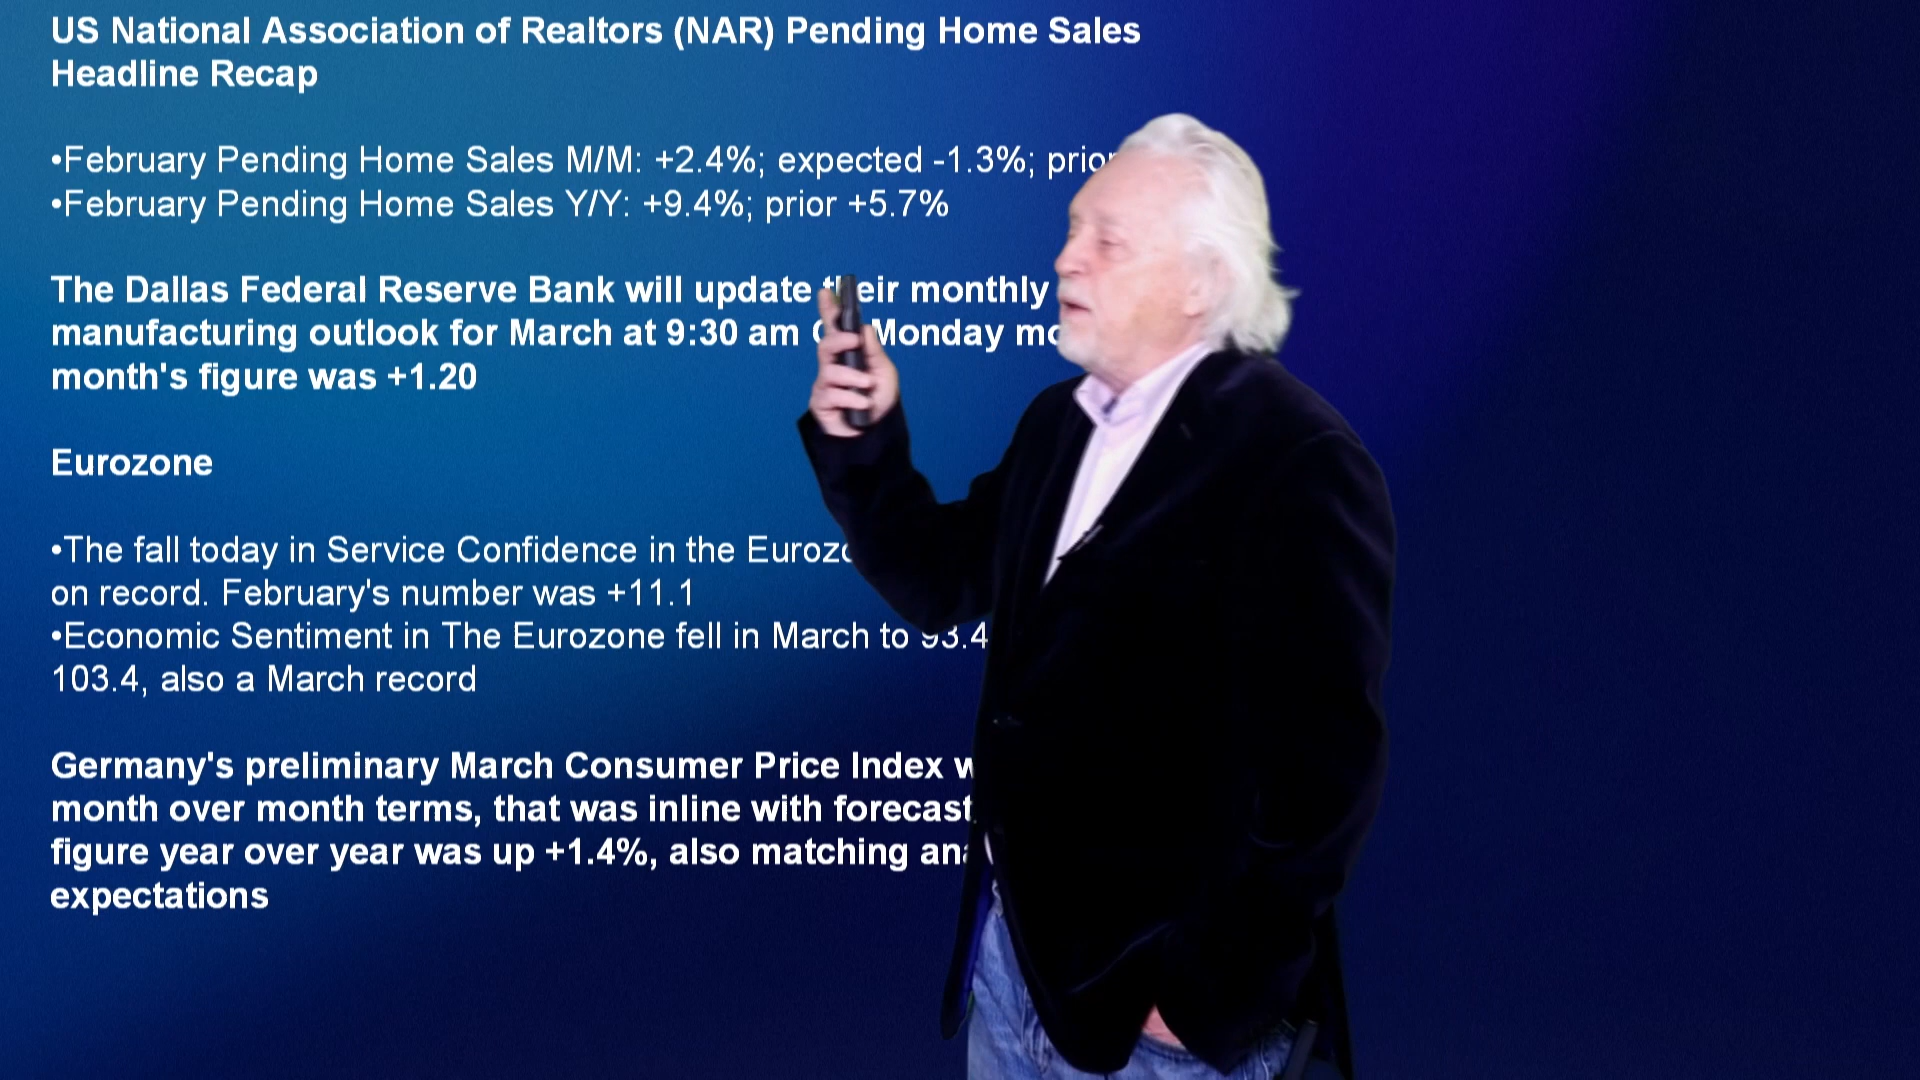 US National Association of Realtors (NAR) Pending Home Sales
Headline Recap
•February Pending Home Sales M/M: +2.4%; expected -1.3%; prior
•February Pending Home Sales Y/Y: +9.4%; prior +5.7%
The Dallas Federal Reserve Bank will update their monthly
manufacturing outlook for March at 9:30 am Monday
month's figure was +1.20
Eurozone
•The fall today in Service Confidence in the
on record. February's number was +11.1
•Economic Sentiment in The Eurozone fell in March to 93.4
103.4, also a March record
Germany's preliminary March Consumer Price Index
month over month terms, that was inline with forecast
figure year over year was up +1.4%, also matching
expectations